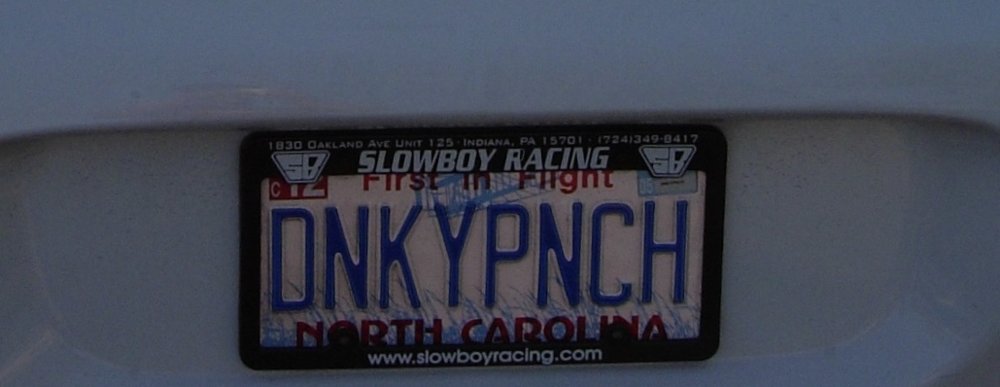 1830 OAKLAND AVE UNIT 125 · INDIANA, PA 15701 · (724)349-8417
SB SLOWBOY RACING SB
C 12 First in Flight 05
DNKYPNCH
NORTH CAROLINA
www.slowboyracing.com